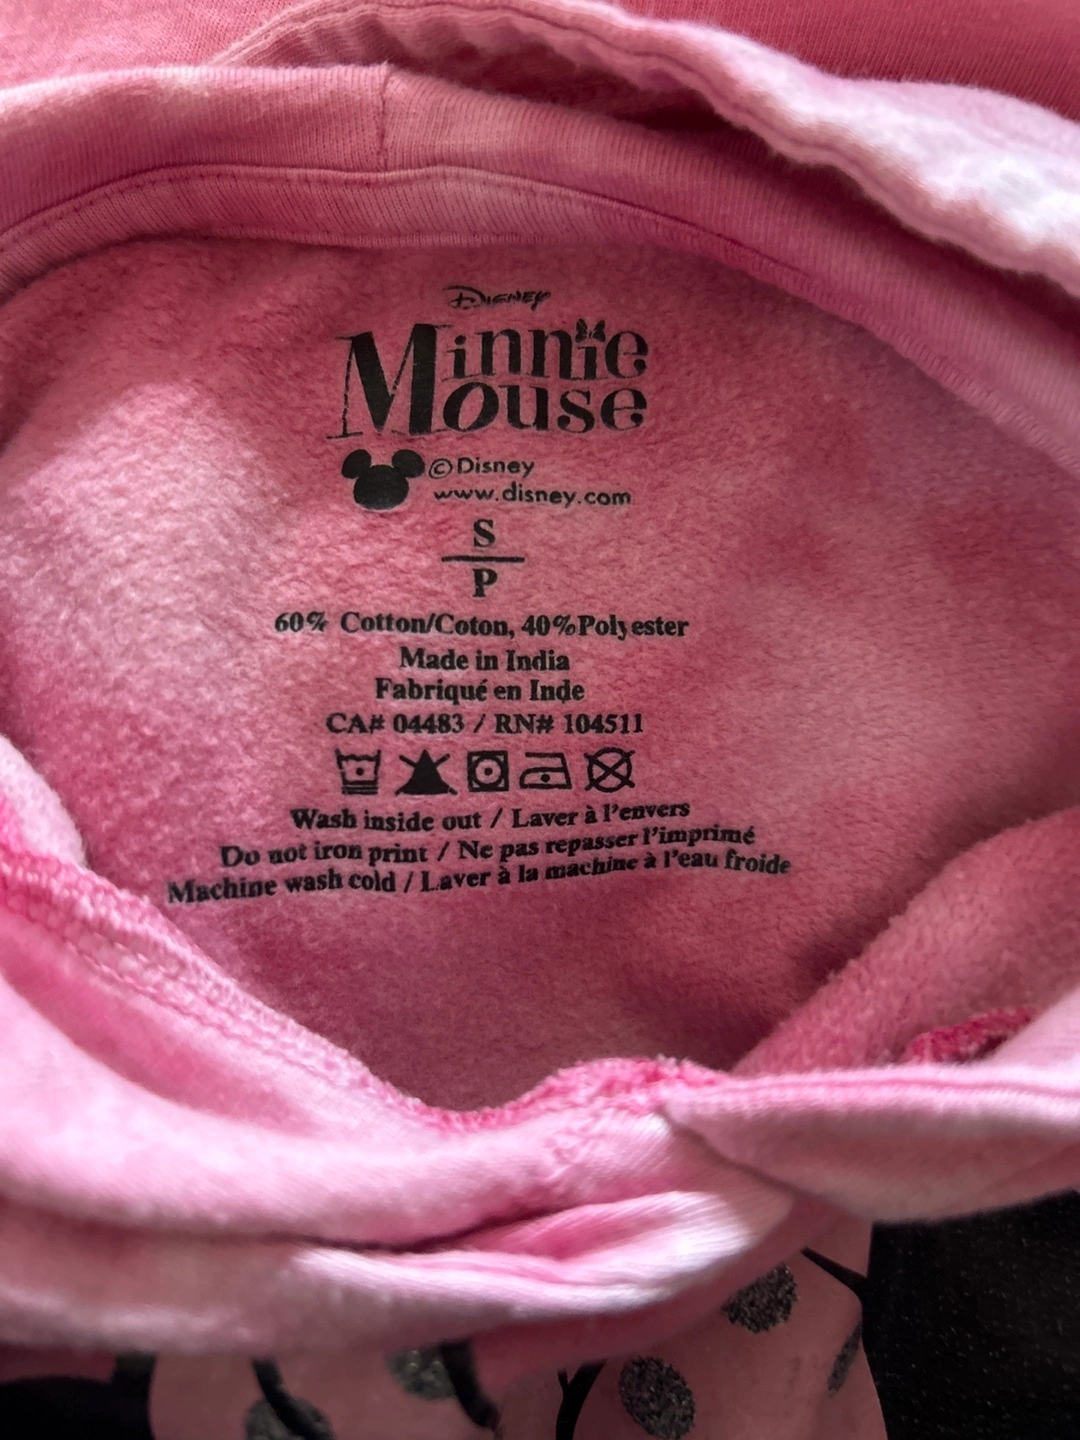 Disney
Minnie
Mouse
©Disney
www.disney.com
S
P
60% Cotton/Coton, 40%Polyester
Made in India
Fabriqué en Inde
CA# 04483 / RN# 104511
Wash inside out / Laver à l'envers
Do not iron print / Ne pas repasser l'imprimé
Machine wash cold / Laver à la machine à l'eau froide